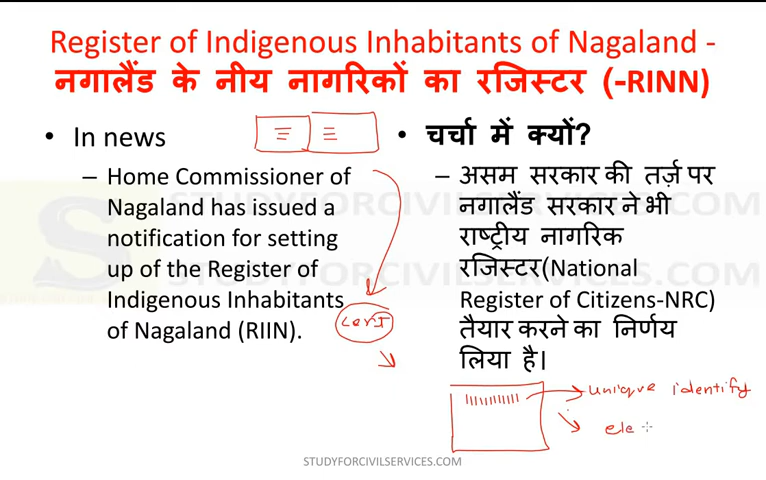 Register of Indigenous Inhabitants of Nagaland -
नगालैंड के नीय नागरिकों का रजिस्टर (-RINN)
• In news
– Home Commissioner of
Nagaland has issued a
notification for setting
up of the Register of
Indigenous Inhabitants
of Nagaland (RIIN).
• चर्चा में क्यों?
– असम सरकार की तर्ज़ पर
नगालैंड सरकार ने भी
राष्ट्रीय नागरिक
रजिस्टर(National
Register of Citizens-NRC)
तैयार करने का निर्णय
लिया है।
unique identify
ele
STUDYFORCIVILSERVICES.COM